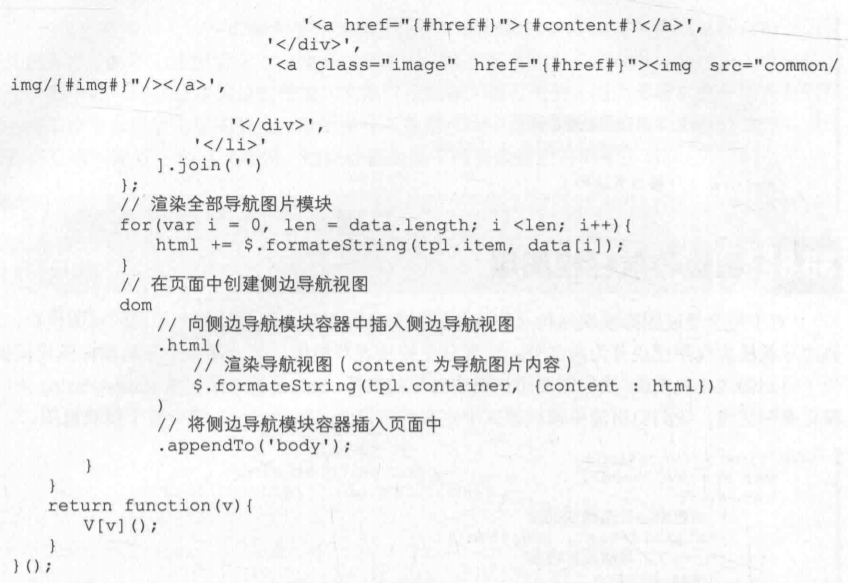 '<a href="{#href#}">{#content#}</a>',
'</div>',
'<a class="image" href="{#href#}"><img src="common/
img/{#img#}"/></a>',
'</div>',
'</li>'
].join('')
};
// 渲染全部导航图片模块
for(var i = 0, len = data.length; i <len; i++){
html += $.formateString(tpl.item, data[i]);
}
// 在页面中创建侧边导航视图
dom
// 向侧边导航模块容器中插入侧边导航视图
.html(
// 渲染导航视图 ( content 为导航图片内容 )
$.formateString(tpl.container, {content : html})
)
// 将侧边导航模块容器插入页面中
.appendTo('body');
}
}
return function(v){
V[v]();
}
}();